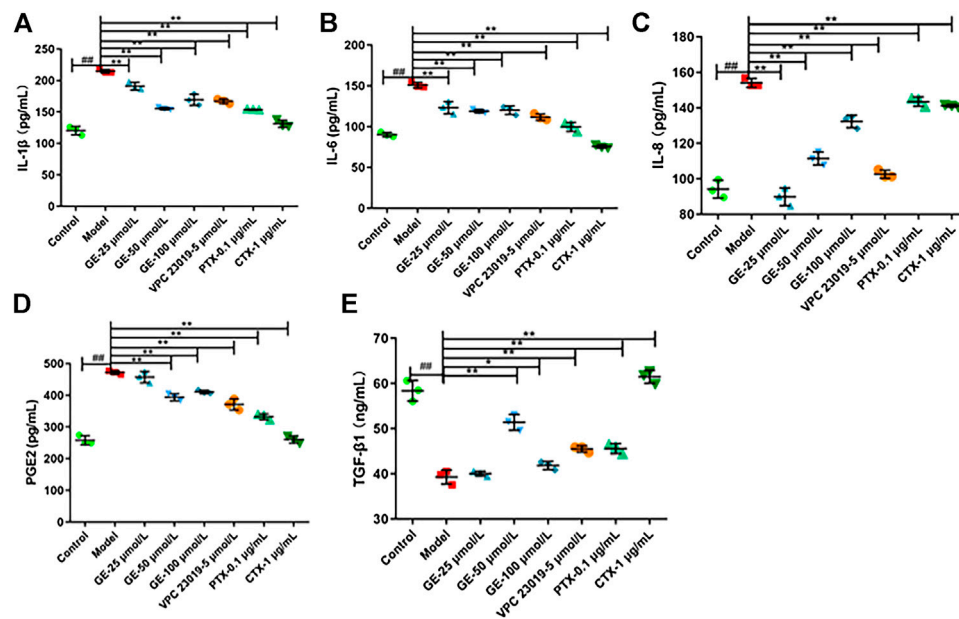 A
**
**
**
**
**
**
##
IL-1β (pg/mL)
250
200
150
100
50
0
Control
Model
GE-25 μmol/L
GE-50 μmol/L
GE-100 μmol/L
VPC 23019-5 μmol/L
PTX-0.1 μg/mL
CTX-1 μg/mL
B
**
**
**
**
**
**
##
IL-6 (pg/mL)
200
150
100
50
0
Control
Model
GE-25 μmol/L
GE-50 μmol/L
GE-100 μmol/L
VPC 23019-5 μmol/L
PTX-0.1 μg/mL
CTX-1 μg/mL
C
**
**
**
**
**
**
##
IL-8 (pg/mL)
180
160
140
120
100
80
Control
Model
GE-25 μmol/L
GE-50 μmol/L
GE-100 μmol/L
VPC 23019-5 μmol/L
PTX-0.1 μg/mL
CTX-1 μg/mL
D
**
**
**
**
**
##
PGE2(pg/mL)
500
400
300
200
100
0
Control
Model
GE-25 μmol/L
GE-50 μmol/L
GE-100 μmol/L
VPC 23019-5 μmol/L
PTX-0.1 μg/mL
CTX-1 μg/mL
E
**
**
**
*
**
##
TGF-β1 (ng/mL)
70
60
50
40
30
Control
Model
GE-25 μmol/L
GE-50 μmol/L
GE-100 μmol/L
VPC 23019-5 μmol/L
PTX-0.1 μg/mL
CTX-1 μg/mL